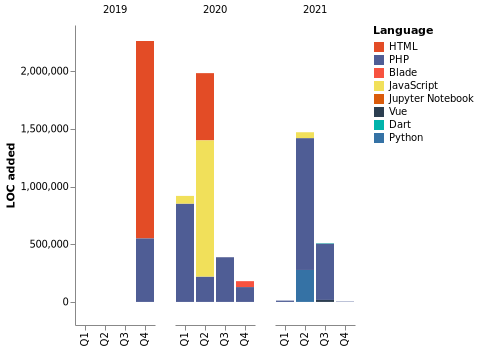 2019 2020 2021
Language
HTML
PHP
Blade
JavaScript
Jupyter Notebook
Vue
Dart
Python
LOC added
2,000,000
1,500,000
1,000,000
500,000
0
Q1 Q2 Q3 Q4 Q1 Q2 Q3 Q4 Q1 Q2 Q3 Q4